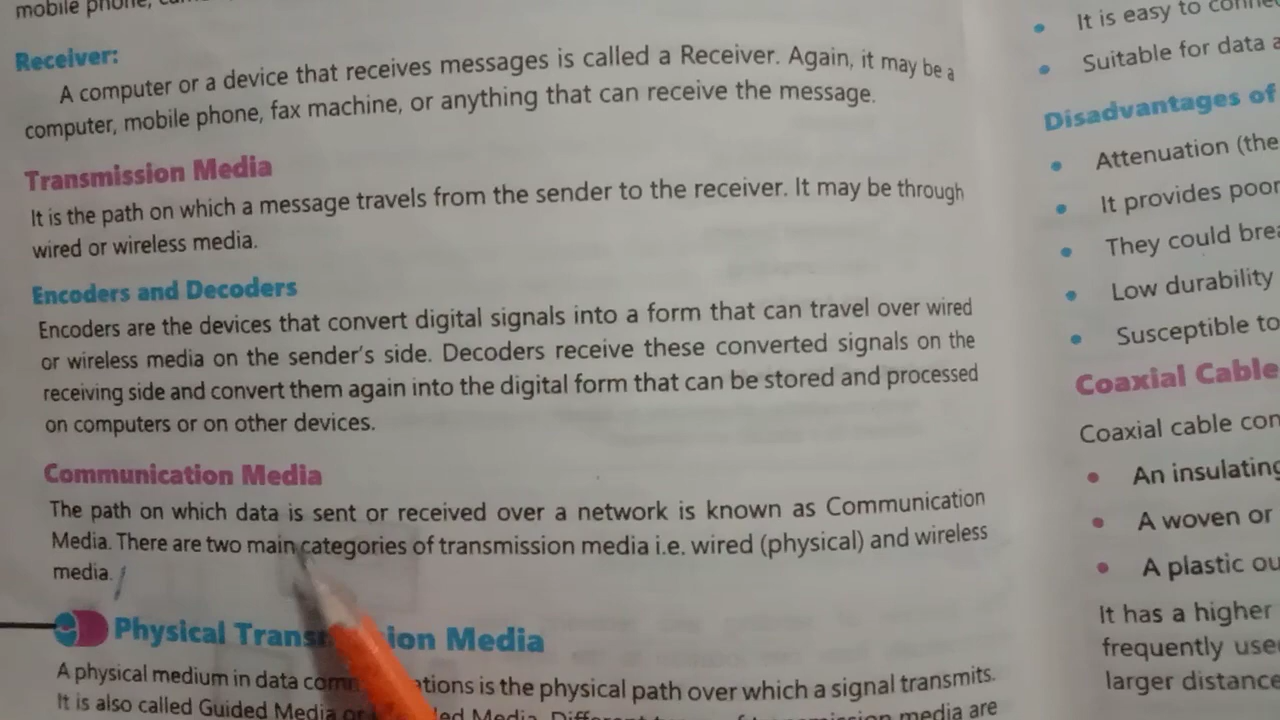 mobile phone,
Receiver:
A computer or a device that receives messages is called a Receiver. Again, it may be a
computer, mobile phone, fax machine, or anything that can receive the message.
Transmission Media
It is the path on which a message travels from the sender to the receiver. It may be through
wired or wireless media.
Encoders and Decoders
Encoders are the devices that convert digital signals into a form that can travel over wired
or wireless media on the sender's side. Decoders receive these converted signals on the
receiving side and convert them again into the digital form that can be stored and processed
on computers or on other devices.
Communication Media
The path on which data is sent or received over a network is known as Communication
Media. There are two main categories of transmission media i.e. wired (physical) and wireless
media.
Physical Media
A physical medium in data is the physical path over which a signal transmits.
It is also called Guided Media or Media. media are
It is easy to
Suitable for data
Disadvantages of
Attenuation (the
It provides poor
They could
Low durability
Susceptible to
Coaxial Cable
Coaxial cable
An insulating
A woven or
A plastic
It has a higher
frequently
larger